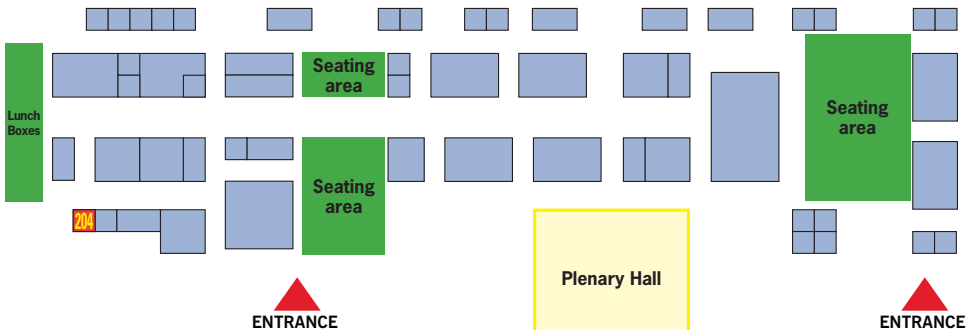 Seating
area
Lunch
Boxes
Seating
area
Seating
area
204
Plenary Hall
ENTRANCE
ENTRANCE